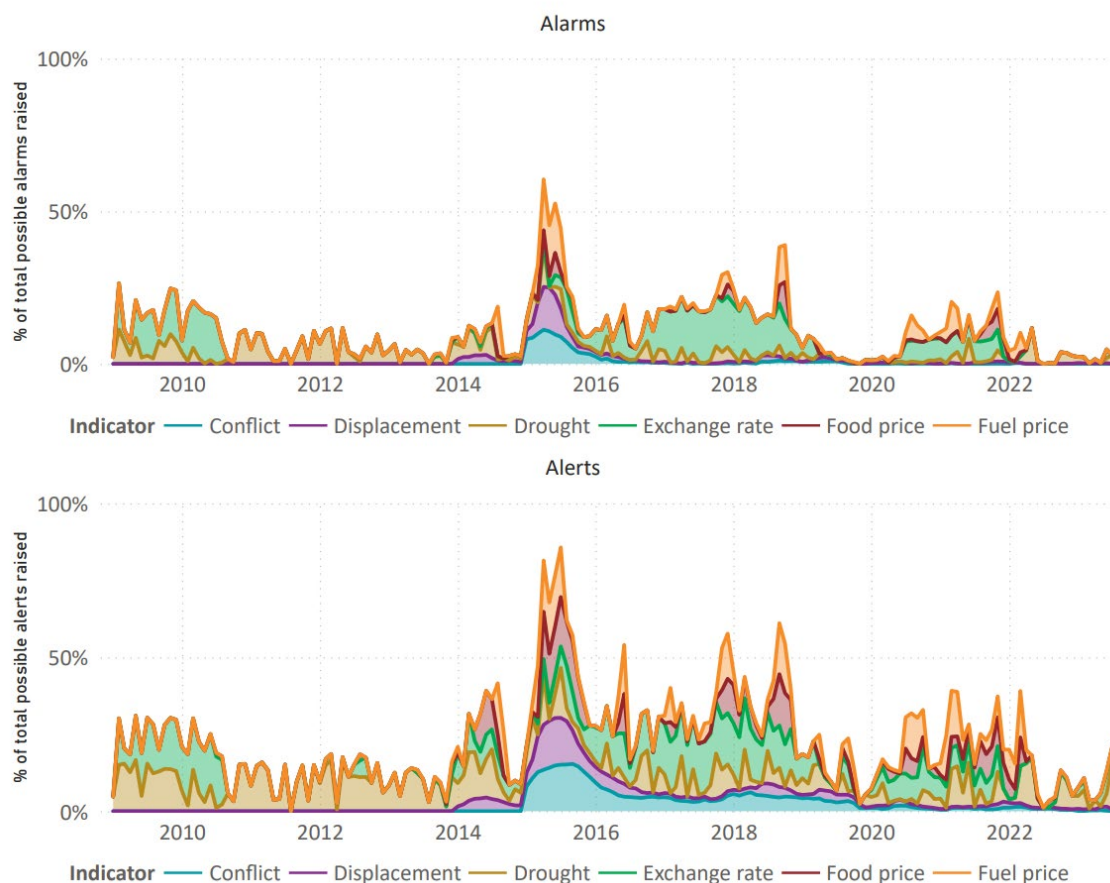 Alarms
% of total possible alarms raised
100%
50%
0%
2010 2012 2014 2016 2018 2020 2022
Indicator Conflict Displacement Drought Exchange rate Food price Fuel price
Alerts
% of total possible alerts raised
100%
50%
0%
2010 2012 2014 2016 2018 2020 2022
Indicator Conflict Displacement Drought Exchange rate Food price Fuel price